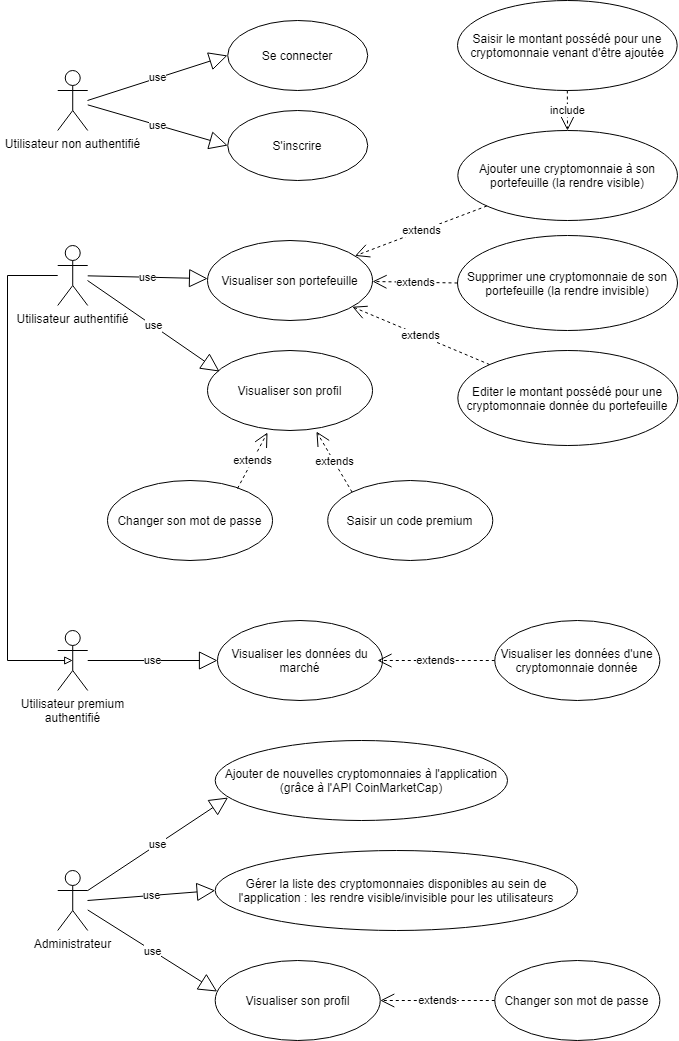 Saisir le montant possédé pour une
cryptomonnaie venant d'être ajoutée
Se connecter
use
include
use
Utilisateur non authentifié
S'inscrire
Ajouter une cryptomonnaie à son
portefeuille (la rendre visible)
extends
use
Visualiser son portefeuille
extends
Supprimer une cryptomonnaie de son
portefeuille (la rendre invisible)
Utilisateur authentifié
use
extends
Visualiser son profil
Editer le montant possédé pour une
cryptomonnaie donnée du portefeuille
extends
extends
Changer son mot de passe
Saisir un code premium
use
Visualiser les données du
marché
extends
Visualiser les données d'une
cryptomonnaie donnée
Utilisateur premium
authentifié
Ajouter de nouvelles cryptomonnaies à l'application
(grâce à l'API CoinMarketCap)
use
use
Gérer la liste des cryptomonnaies disponibles au sein de
l'application : les rendre visible/invisible pour les utilisateurs
Administrateur
use
Visualiser son profil
extends
Changer son mot de passe